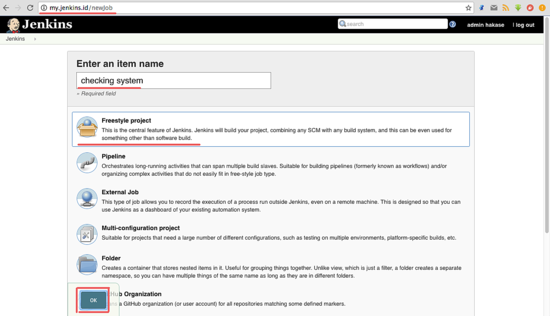 my.jenkins.id/newJob
Jenkins
search
admin hakase
log out
Jenkins
Enter an item name
checking system
» Required field
Freestyle project
This is the central feature of Jenkins. Jenkins will build your project, combining any SCM with any build system, and this can be even used for
something other than software build.
Pipeline
Orchestrates long-running activities that can span multiple build slaves. Suitable for building pipelines (formerly known as workflows) and/or
organizing complex activities that do not easily fit in free-style job type.
External Job
This type of job allows you to record the execution of a process run outside Jenkins, even on a remote machine. This is designed so that you can
use Jenkins as a dashboard of your existing automation system.
Multi-configuration project
Suitable for projects that need a large number of different configurations, such as testing on multiple environments, platform-specific builds, etc.
Folder
Creates a container that stores nested items in it. Useful for grouping things together. Unlike view, which is just a filter, a folder creates a separate
namespace, so you can have multiple things of the same name as long as they are in different folders.
OK
Hub Organization
a GitHub organization (or user account) for all repositories matching some defined markers.